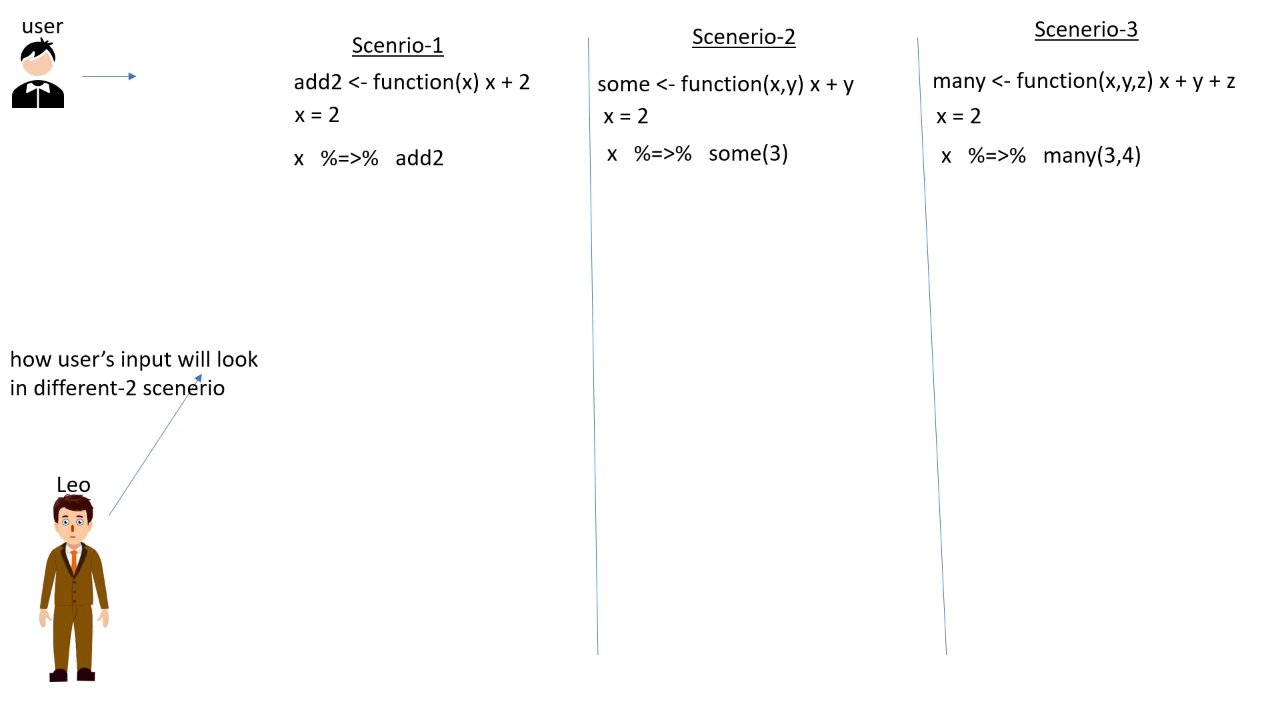 user
Scenrio-1
add2 <- function(x) x + 2
x = 2
x %=>% add2
Scenerio-2
some <- function(x,y) x + y
x = 2
x %=>% some(3)
Scenerio-3
many <- function(x,y,z) x + y + z
x = 2
x %=>% many(3,4)
how user’s input will look
in different-2 scenerio
Leo